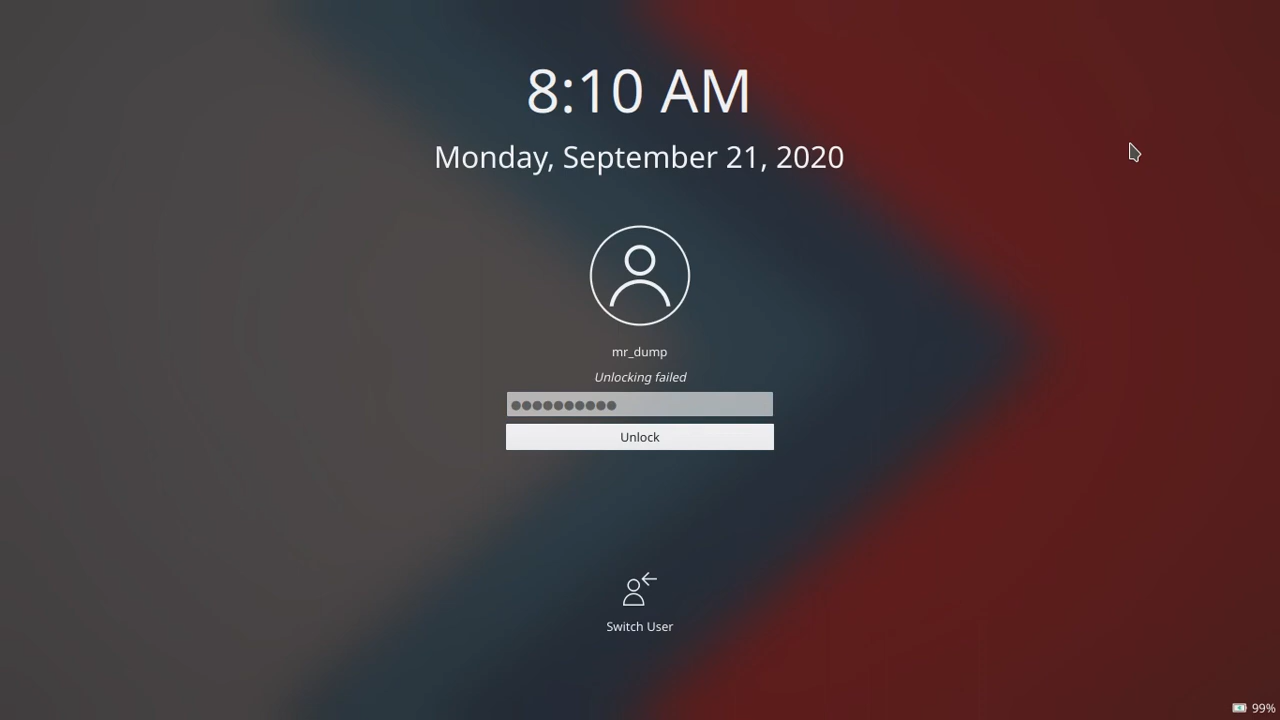 8:10 AM
Monday, September 21, 2020
mr_dump
Unlocking failed
●●●●●●●●●●
Unlock
Switch User
99%